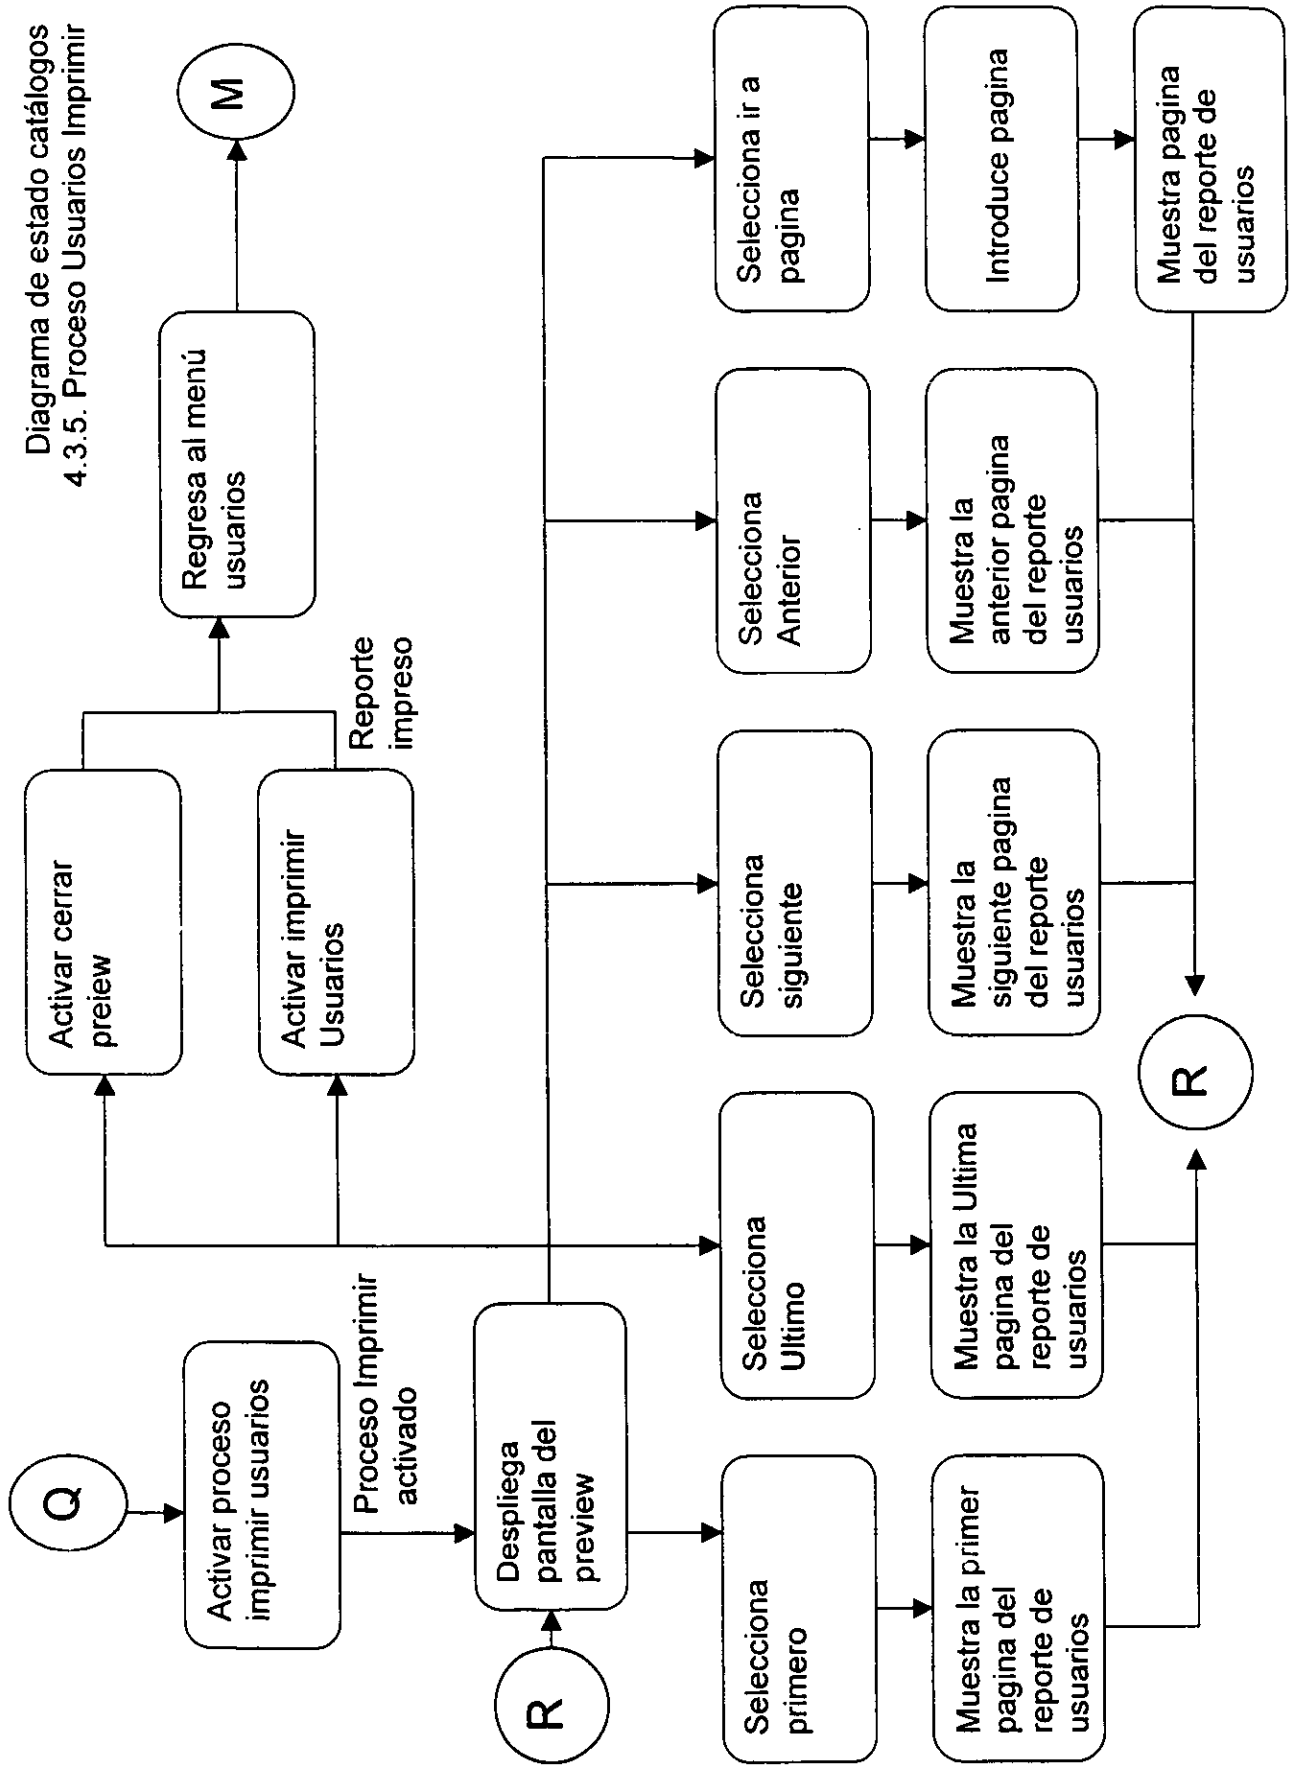 Diagrama de estado catálogos
4.3.5. Proceso Usuarios Imprimir
Q
Activar proceso
imprimir usuarios
Proceso Imprimir
activado
Activar cerrar
preiew
Activar imprimir
Usuarios
Reporte
impreso
Regresa al menú
usuarios
M
R
Despliega
pantalla del
preview
Selecciona
primero
Selecciona
Ultimo
Selecciona
siguiente
Selecciona
Anterior
Selecciona ir a
pagina
Muestra la primer
pagina del
reporte de
usuarios
Muestra la Ultima
pagina del
reporte de
usuarios
Muestra la
siguiente pagina
del reporte
usuarios
Muestra la
anterior pagina
del reporte
usuarios
Introduce pagina
Muestra pagina
del reporte de
usuarios
R